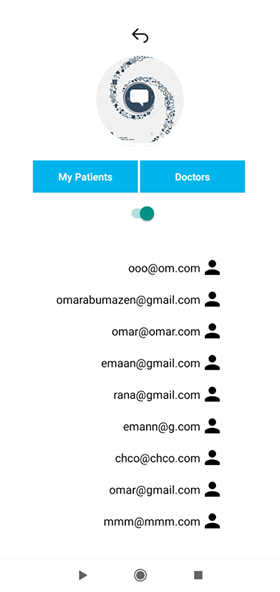 My Patients Doctors
ooo@om.com
omarabumazen@gmail.com
omar@omar.com
emaan@gmail.com
rana@gmail.com
emann@g.com
chco@chco.com
omar@gmail.com
mmm@mmm.com